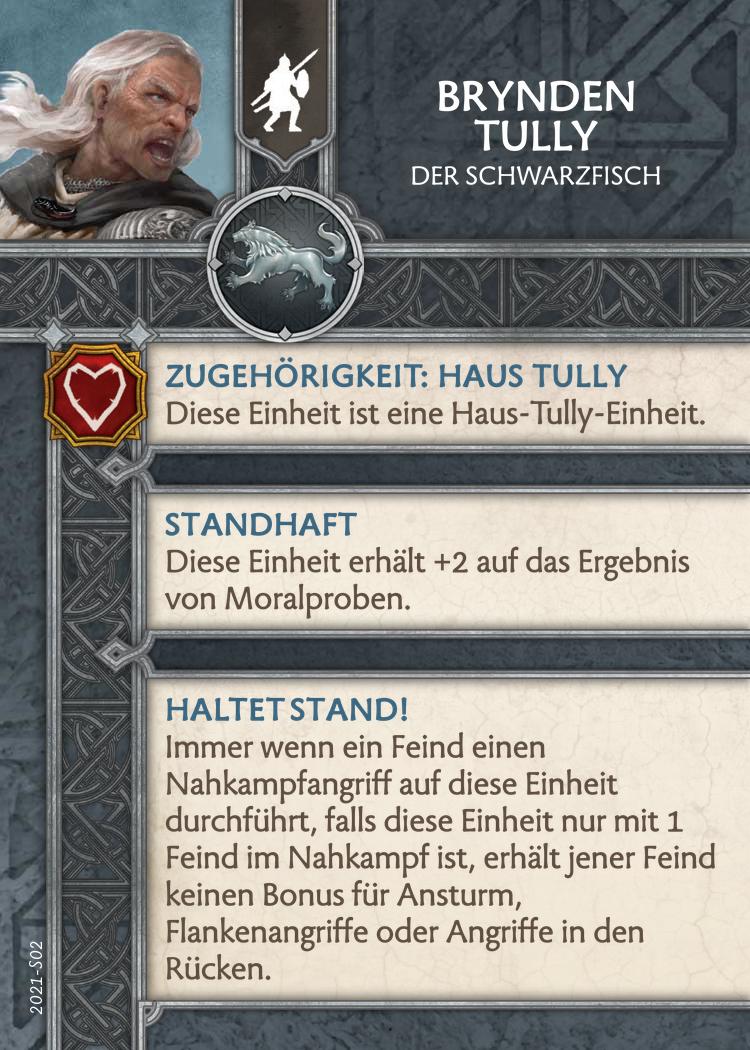 BRYNDEN
TULLY
DER SCHWARZFISCH
ZUGEHÖRIGKEIT: HAUS TULLY
Diese Einheit ist eine Haus-Tully-Einheit.
STANDHAFT
Diese Einheit erhält +2 auf das Ergebnis
von Moralproben.
HALTET STAND!
Immer wenn ein Feind einen
Nahkampfangriff auf diese Einheit
durchführt, falls diese Einheit nur mit 1
Feind im Nahkampf ist, erhält jener Feind
keinen Bonus für Ansturm,
Flankenangriffe oder Angriffe in den
Rücken.
2021-S02